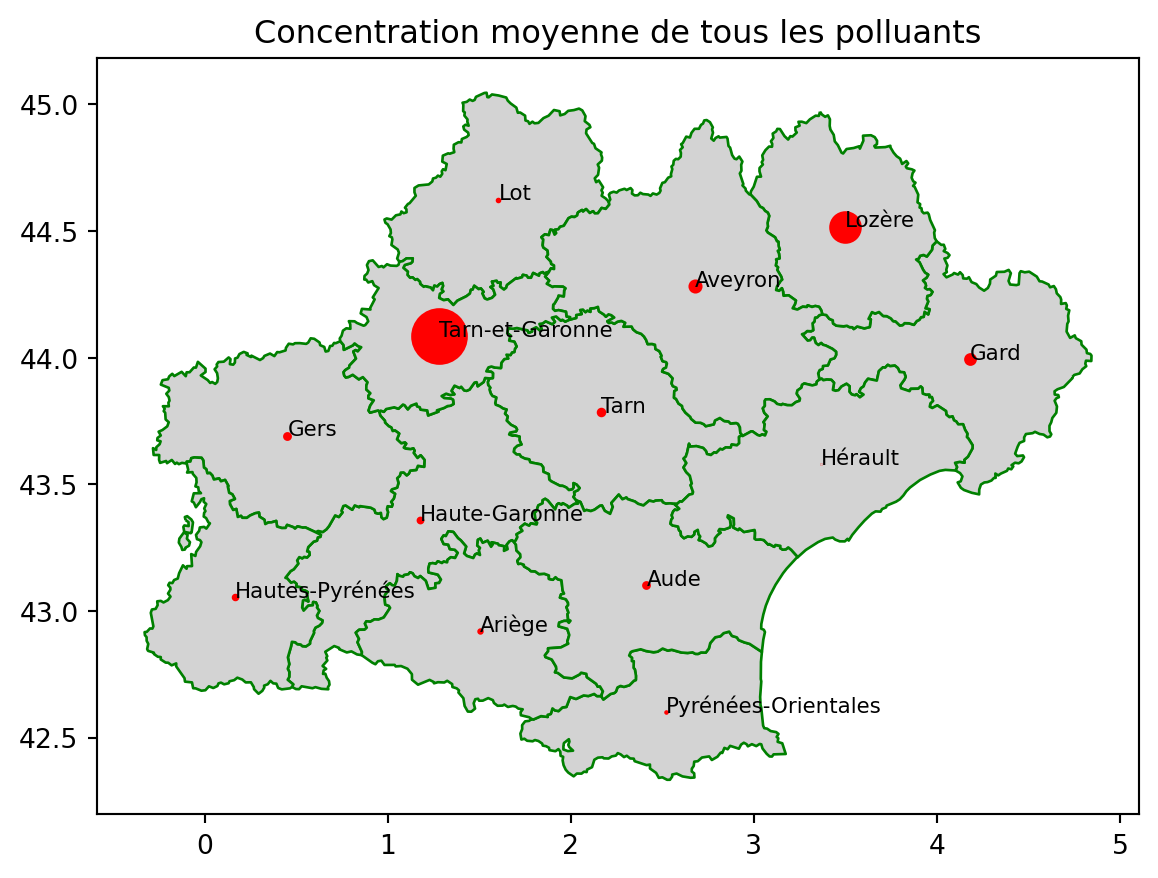 Concentration moyenne de tous les polluants
45.0
44.5
44.0
43.5
43.0
42.5
Lot
Lozère
Aveyron
Tarn-et-Garonne
Gard
Tarn
Gers
Hérault
Haute-Garonne
Hautes-Pyrénées
Aude
Ariège
Pyrénées-Orientales
0 1 2 3 4 5